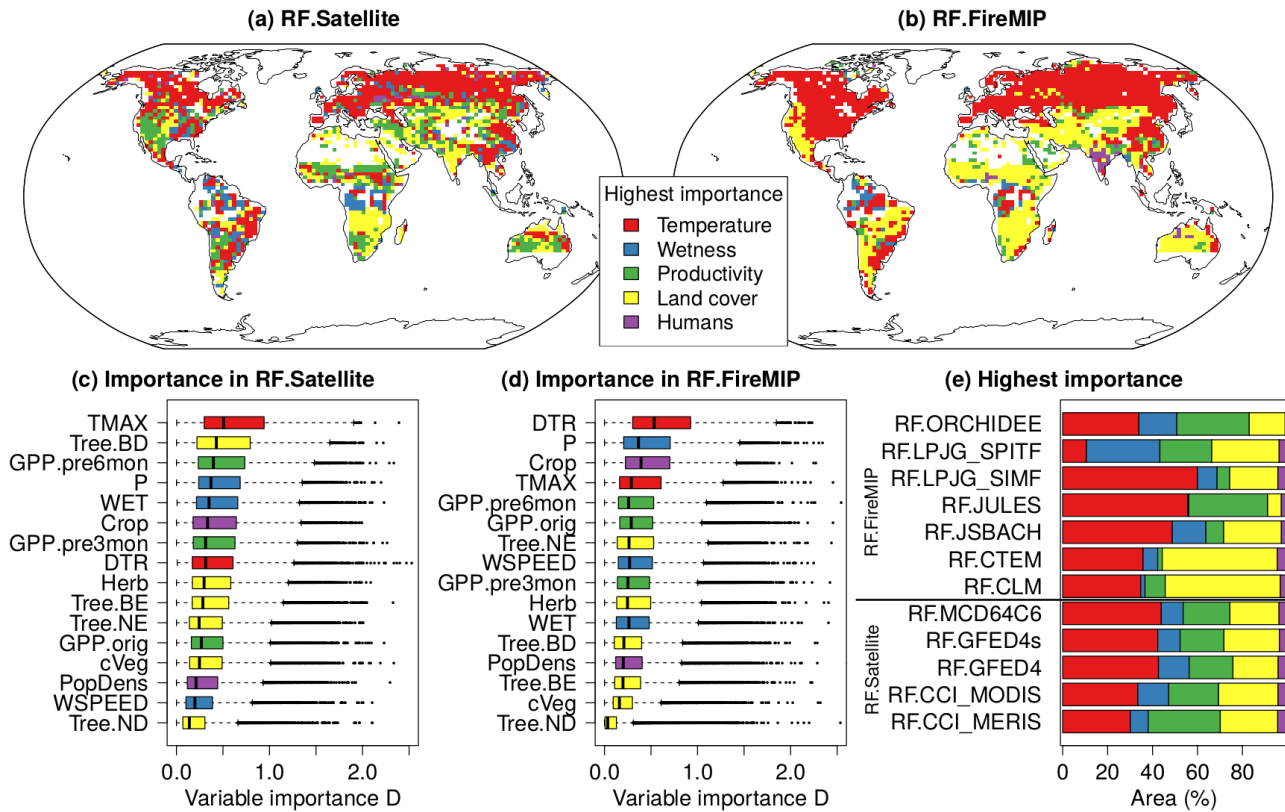 (a) RF.Satellite
(b) RF.FireMIP
Highest importance
Temperature
Wetness
Productivity
Land cover
Humans
(c) Importance in RF.Satellite
TMAX
Tree.BD
GPP.pre6mon
P
WET
Crop
GPP.pre3mon
DTR
Herb
Tree.BE
Tree.NE
GPP.orig
cVeg
PopDens
WSPEED
Tree.ND
0.0 1.0 2.0
Variable importance D
(d) Importance in RF.FireMIP
DTR
P
Crop
TMAX
GPP.pre6mon
GPP.orig
Tree.NE
WSPEED
GPP.pre3mon
Herb
WET
Tree.BD
PopDens
Tree.BE
cVeg
Tree.ND
0.0 1.0 2.0
Variable importance D
(e) Highest importance
RF.FireMIP
RF.ORCHIDEE
RF.LPJG_SPITF
RF.LPJG_SIMF
RF.JULES
RF.JSBACH
RF.CTEM
RF.CLM
RF.Satellite
RF.MCD64C6
RF.GFED4s
RF.GFED4
RF.CCI_MODIS
RF.CCI_MERIS
0 20 40 60 80
Area (%)